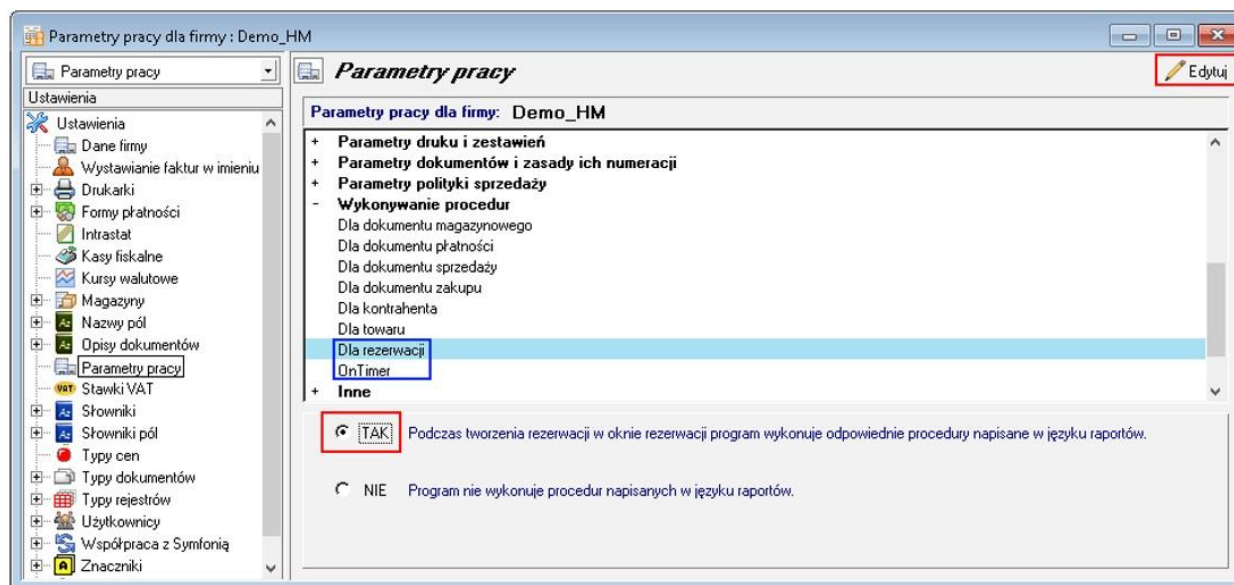 Parametry pracy dla firmy : Demo_HM
Parametry pracy
Ustawienia
Ustawienia
Dane firmy
Wystawianie faktur w imieniu
Drukarki
Formy płatności
Intrastat
Kasy fiskalne
Kursy walutowe
Magazyny
Nazwy pól
Opisy dokumentów
Parametry pracy
Stawki VAT
Słowniki
Słowniki pól
Typy cen
Typy dokumentów
Typy rejestrów
Użytkownicy
Współpraca z Symfonią
Znaczniki
Parametry pracy
Edytuj
Parametry pracy dla firmy: Demo_HM
+ Parametry druku i zestawień
+ Parametry dokumentów i zasady ich numeracji
+ Parametry polityki sprzedaży
- Wykonywanie procedur
Dla dokumentu magazynowego
Dla dokumentu płatności
Dla dokumentu sprzedaży
Dla dokumentu zakupu
Dla kontrahenta
Dla towaru
Dla rezerwacji
OnTimer
+ Inne
TAK Podczas tworzenia rezerwacji w oknie rezerwacji program wykonuje odpowiednie procedury napisane w języku raportów.
NIE Program nie wykonuje procedur napisanych w języku raportów.